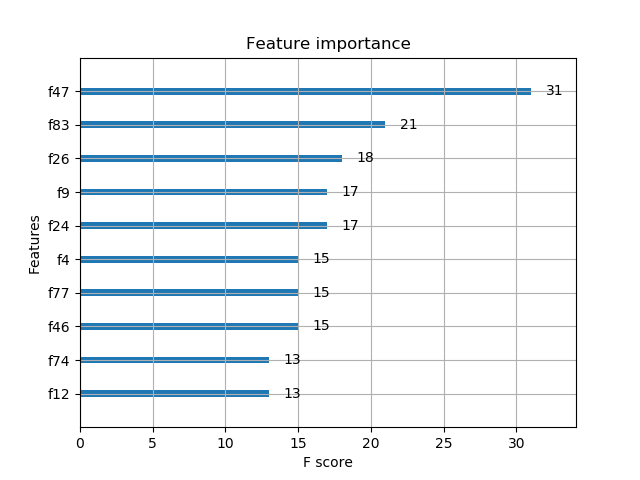 Feature importance
Features
f47 31
f83 21
f26 18
f9 17
f24 17
f4 15
f77 15
f46 15
f74 13
f12 13
0 5 10 15 20 25 30
F score